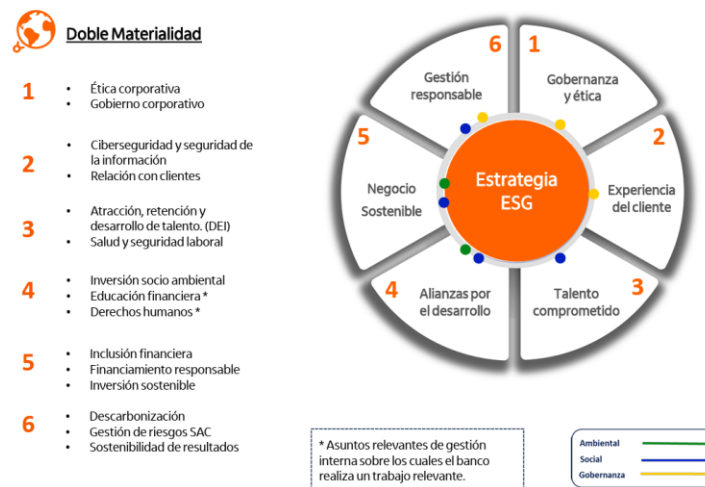 Doble Materialidad
1
• Ética corporativa
• Gobierno corporativo
2
• Ciberseguridad y seguridad de
la información
• Relación con clientes
3
• Atracción, retención y
desarrollo de talento. (DEI)
• Salud y seguridad laboral
4
• Inversión socio ambiental
• Educación financiera *
• Derechos humanos *
5
• Inclusión financiera
• Financiamiento responsable
• Inversión sostenible
6
• Descarbonización
• Gestión de riesgos SAC
• Sostenibilidad de resultados
6
Gestión
responsable
1
Gobernanza
y ética
2
Experiencia
del cliente
3
Talento
comprometido
4
Alianzas por
el desarrollo
5
Negocio
Sostenible
Estrategia
ESG
* Asuntos relevantes de gestión
interna sobre los cuales el banco
realiza un trabajo relevante.
Ambiental
Social
Gobernanza